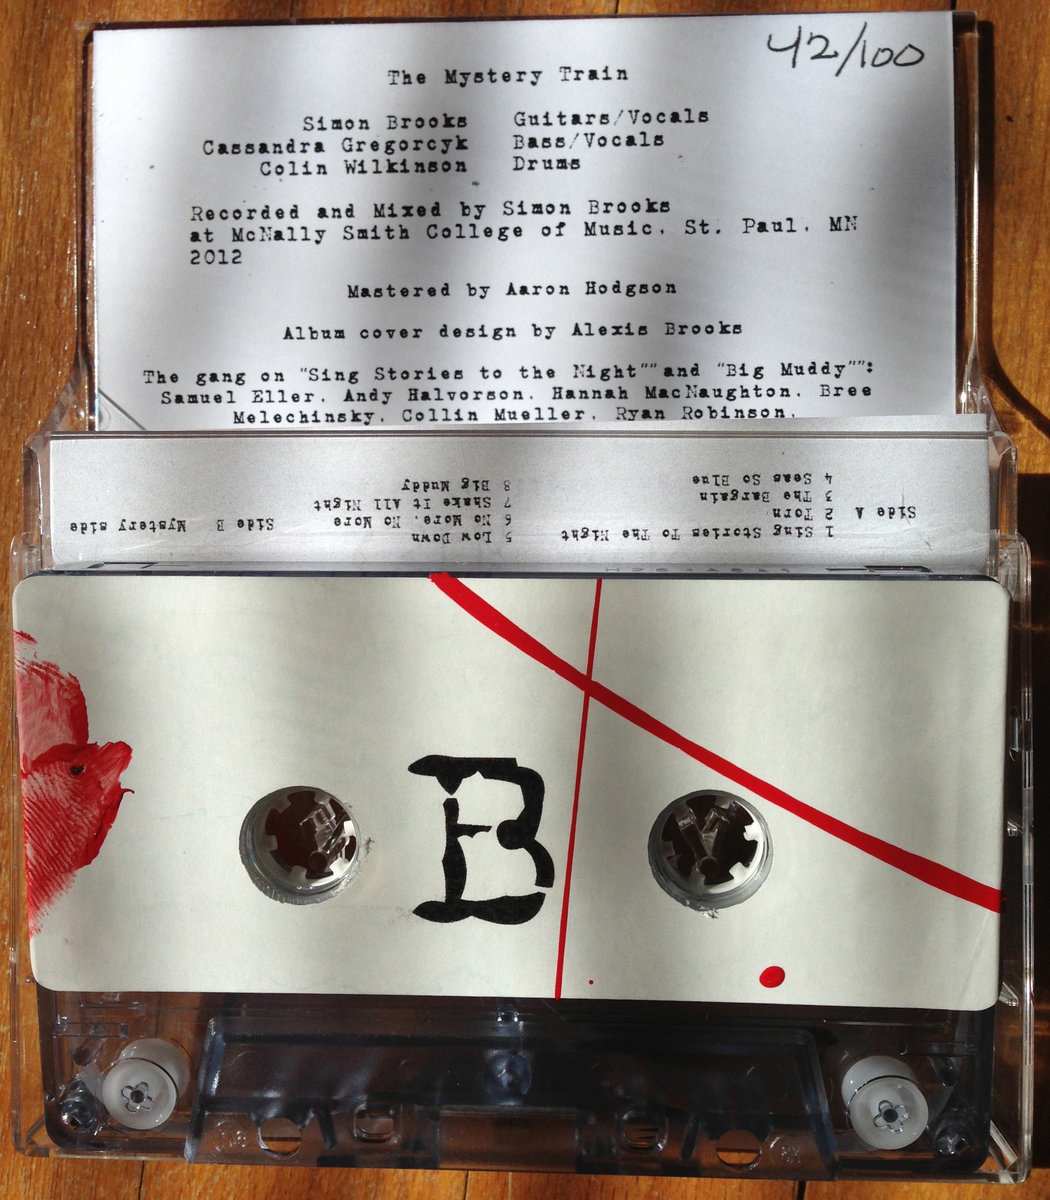 42/100
The Mystery Train
Simon Brooks Guitars/Vocals
Cassandra Gregorcyk Bass/Vocals
Colin Wilkinson Drums
Recorded and Mixed by Simon Brooks
at McNally Smith College of Music, St. Paul, MN
2012
Mastered by Aaron Hodgson
Album cover design by Alexis Brooks
The gang on "Sing Stories to the Night"" and "Big Muddy"":
Samuel Eller, Andy Halvorson, Hannah MacNaughton, Bree
Melechinsky, Collin Mueller, Ryan Robinson,
Side A
1 Sing Stories To The Night
2 Torn
3 The Bargain
4 Seas So Blue
5 Low Down
6 No More, No More
7 Shake It All Night
8 Big Muddy
Side B Mystery side
B